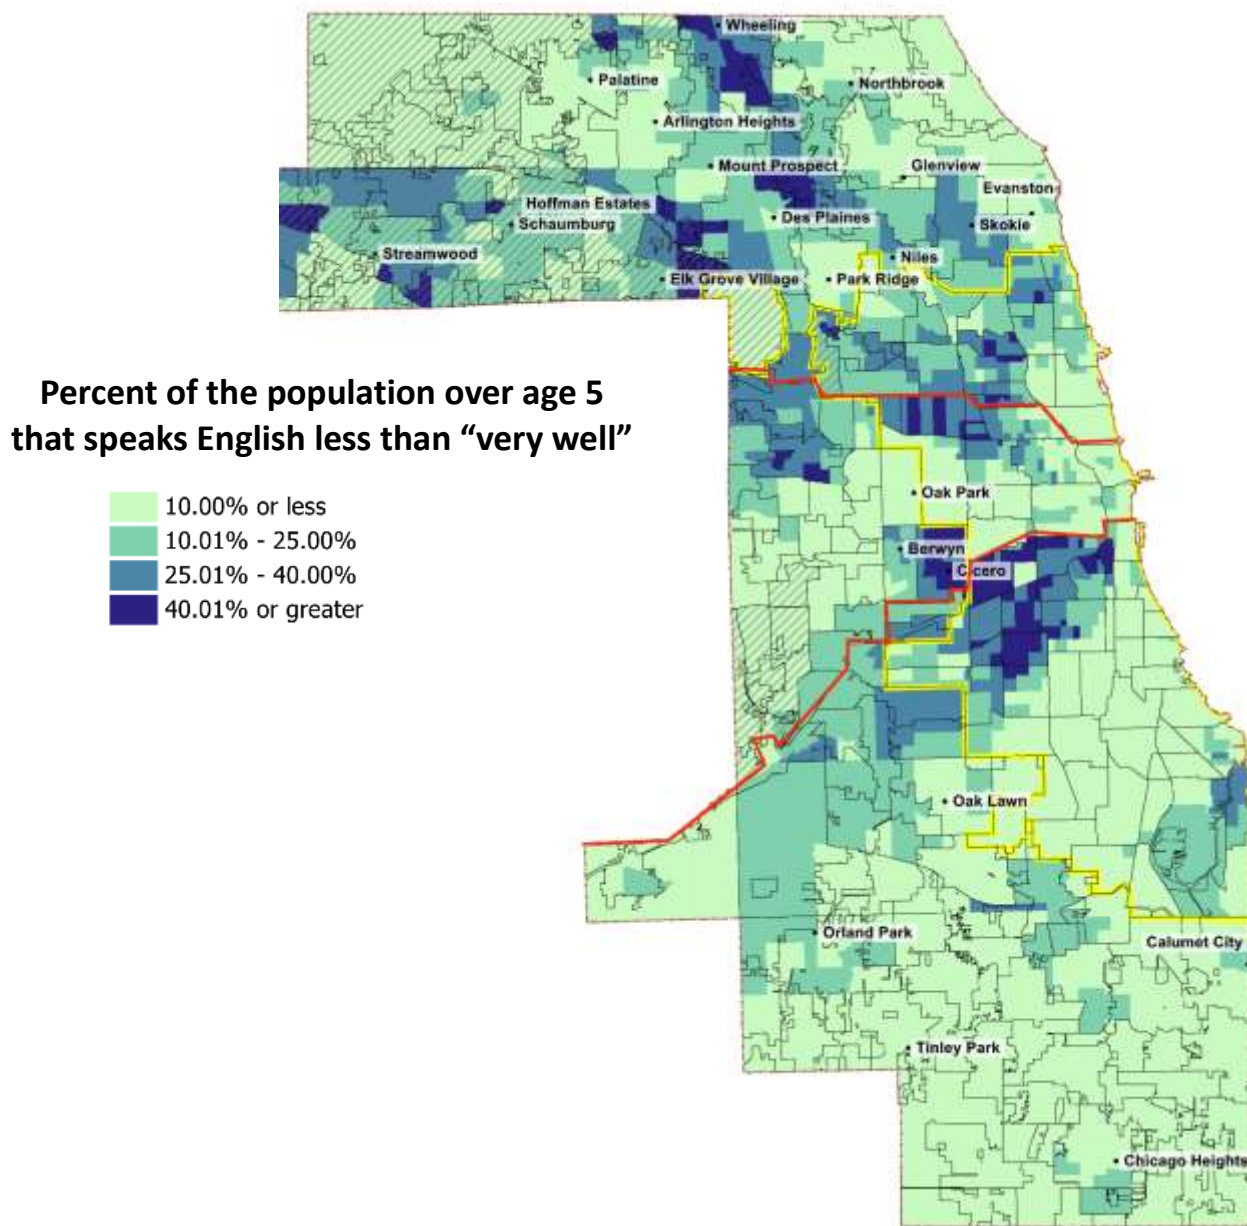 Wheeling
Palatine
Northbrook
Arlington Heights
Mount Prospect
Glenview
Evanston
Hoffman Estates
Schaumburg
Des Plaines
Skokie
Streamwood
Niles
Elk Grove Village
Park Ridge
Percent of the population over age 5
that speaks English less than “very well”
10.00% or less
10.01% - 25.00%
25.01% - 40.00%
40.01% or greater
Oak Park
Berwyn
Cicero
Oak Lawn
Orland Park
Calumet City
Tinley Park
Chicago Heights